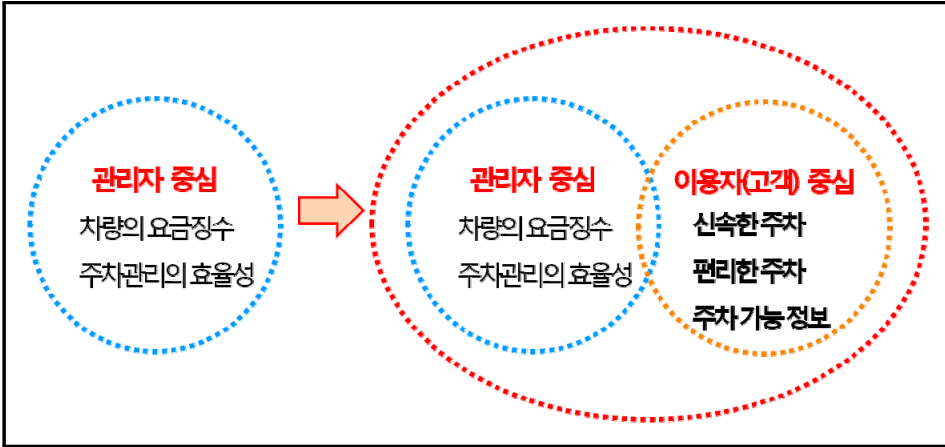 관리자 중심
차량의 요금징수
주차관리의 효율성
관리자 중심
차량의 요금징수
주차관리의 효율성
이용자(고객) 중심
신속한 주차
편리한 주차
주차 가능 정보